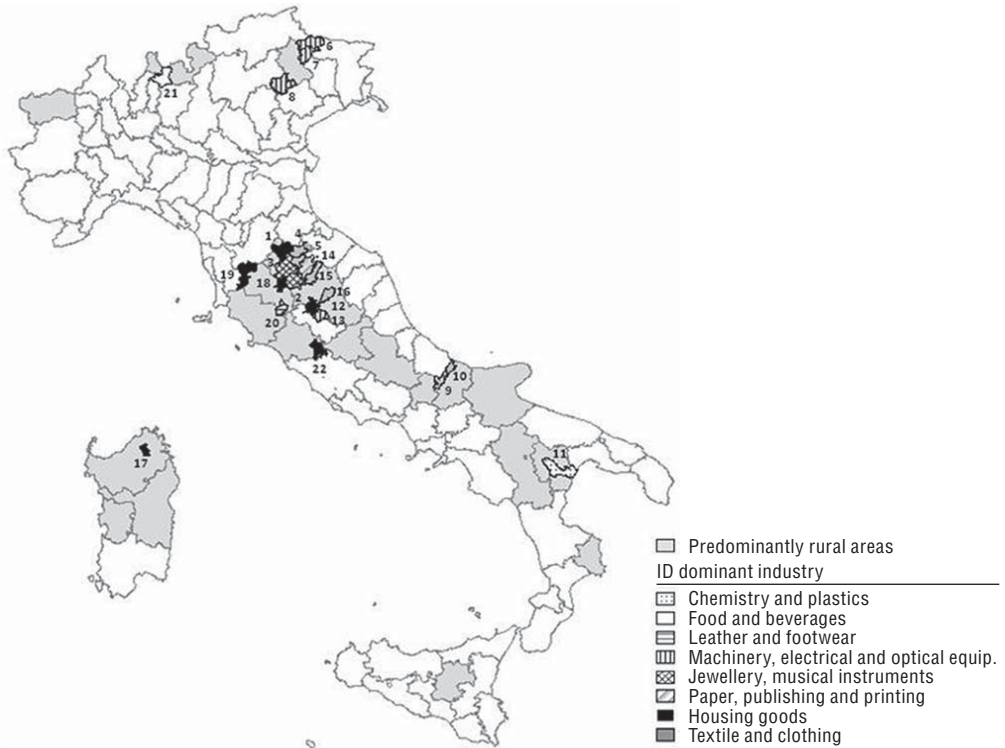 6
7
21
8
1
4
5
3
14
19
18
15
2
16
12
20
13
22
10
9
11
17
Predominantly rural areas
ID dominant industry
Chemistry and plastics
Food and beverages
Leather and footwear
Machinery, electrical and optical equip.
Jewellery, musical instruments
Paper, publishing and printing
Housing goods
Textile and clothing